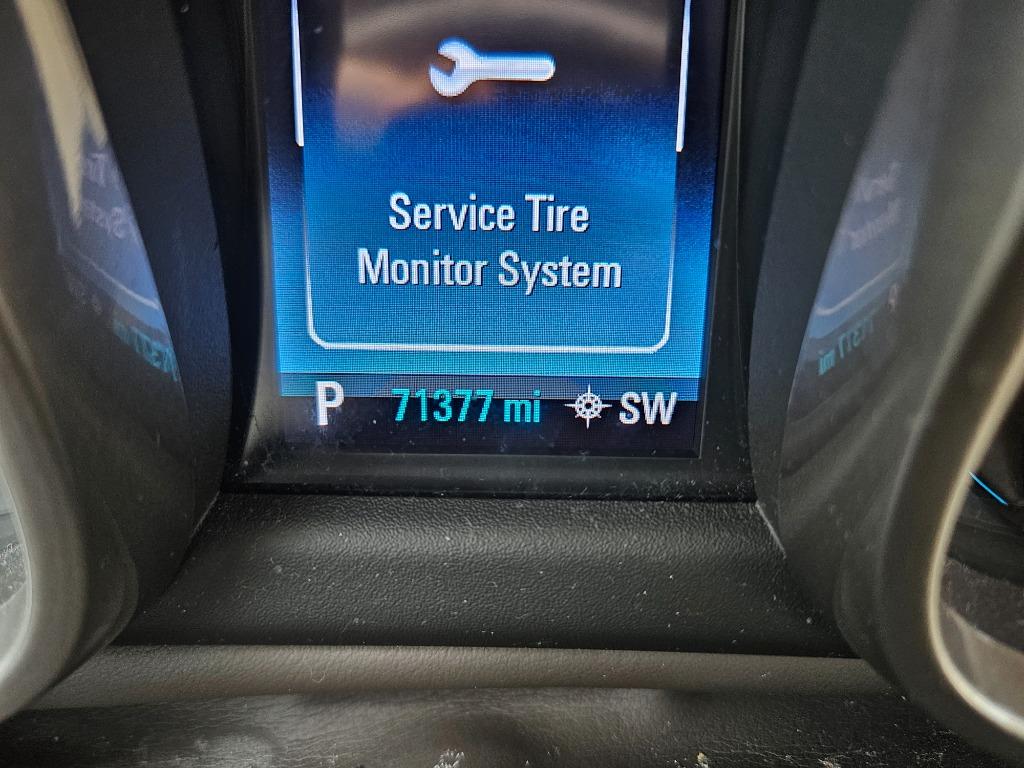 Service Tire
Monitor System
P 71377 mi SW